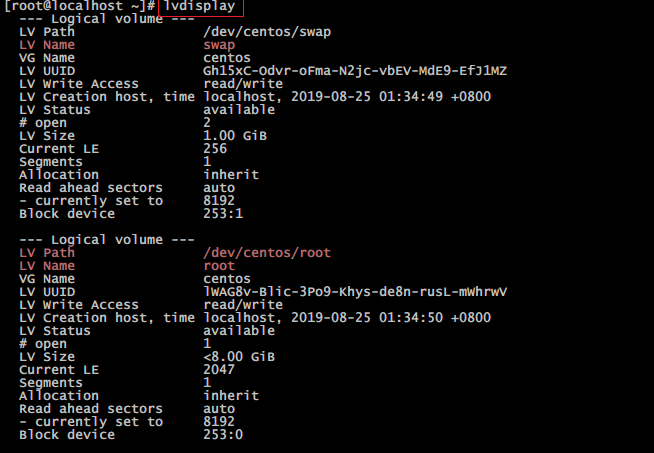 [root@localhost ~]# lvdisplay
--- Logical volume ---
LV Path                /dev/centos/swap
LV Name                swap
VG Name                centos
LV UUID                Gh15xC-Odvr-oFma-N2jc-vbEV-MdE9-EfJ1MZ
LV Write Access        read/write
LV Creation host, time localhost, 2019-08-25 01:34:49 +0800
LV Status              available
# open                 2
LV Size                1.00 GiB
Current LE             256
Segments               1
Allocation             inherit
Read ahead sectors     auto
- currently set to     8192
Block device           253:1
--- Logical volume ---
LV Path                /dev/centos/root
LV Name                root
VG Name                centos
LV UUID                lWAG8v-Blic-3Po9-Khys-de8n-rusL-mWhrwV
LV Write Access        read/write
LV Creation host, time localhost, 2019-08-25 01:34:50 +0800
LV Status              available
# open                 1
LV Size                <8.00 GiB
Current LE             2047
Segments               1
Allocation             inherit
Read ahead sectors     auto
- currently set to     8192
Block device           253:0